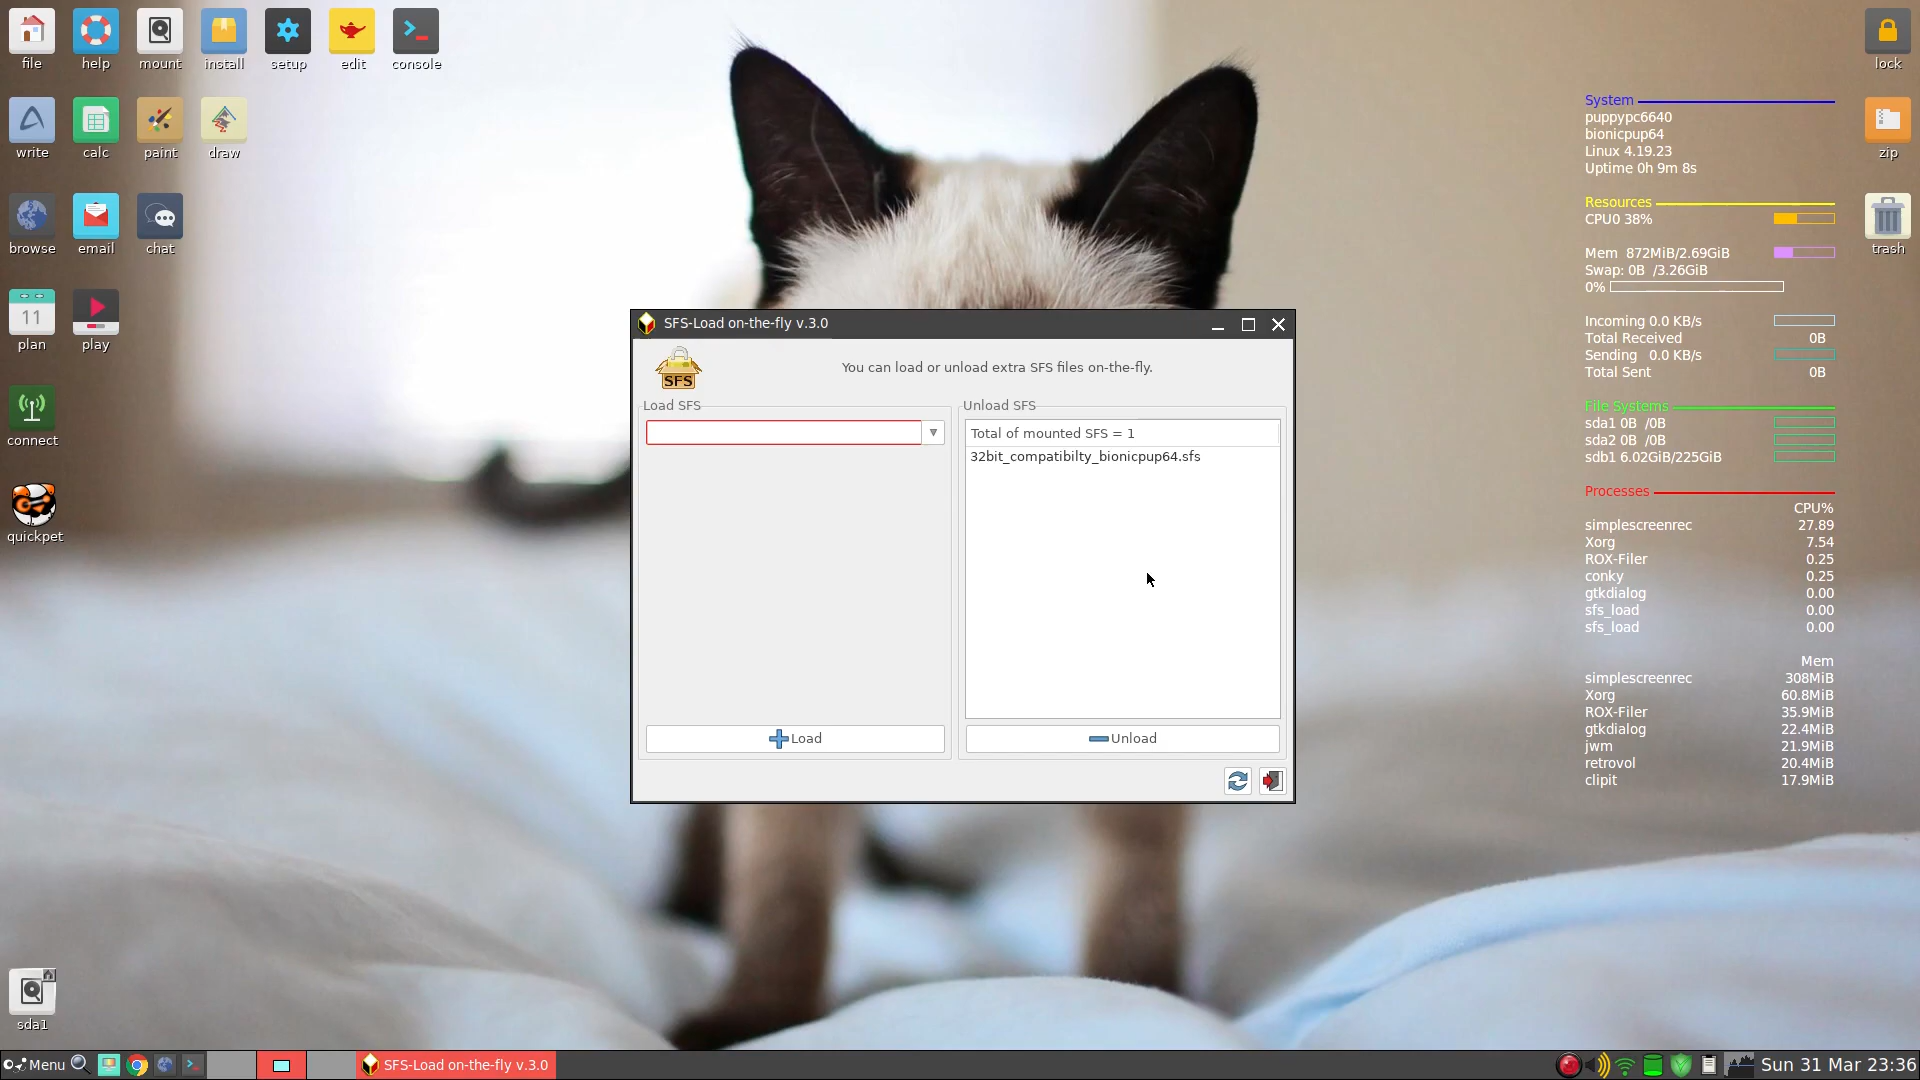 file
help
mount
install
setup
edit
console
lock
write
calc
paint
draw
zip
browse
email
chat
trash
plan
11
play
connect
quickpet
sda1
System
puppypc6640
bionicpup64
Linux 4.19.23
Uptime 0h 9m 8s
Resources
CPU0 38%
Mem 872MiB/2.69GiB
Swap: 0B /3.26GiB
0%
Incoming 0.0 KB/s
Total Received 0B
Sending 0.0 KB/s
Total Sent 0B
File Systems
sda1 0B /0B
sda2 0B /0B
sdb1 6.02GiB/225GiB
Processes
CPU%
simplescreenrec 27.89
Xorg 7.54
ROX-Filer 0.25
conky 0.25
gtkdialog 0.00
sfs_load 0.00
sfs_load 0.00
Mem
simplescreenrec 308MiB
Xorg 60.8MiB
ROX-Filer 35.9MiB
gtkdialog 22.4MiB
jwm 21.9MiB
retrovol 20.4MiB
clipit 17.9MiB
SFS-Load on-the-fly v.3.0
SFS
You can load or unload extra SFS files on-the-fly.
Load SFS
Unload SFS
Total of mounted SFS = 1
32bit_compatibilty_bionicpup64.sfs
Load
Unload
Menu
SFS-Load on-the-fly v.3.0
Sun 31 Mar 23:36